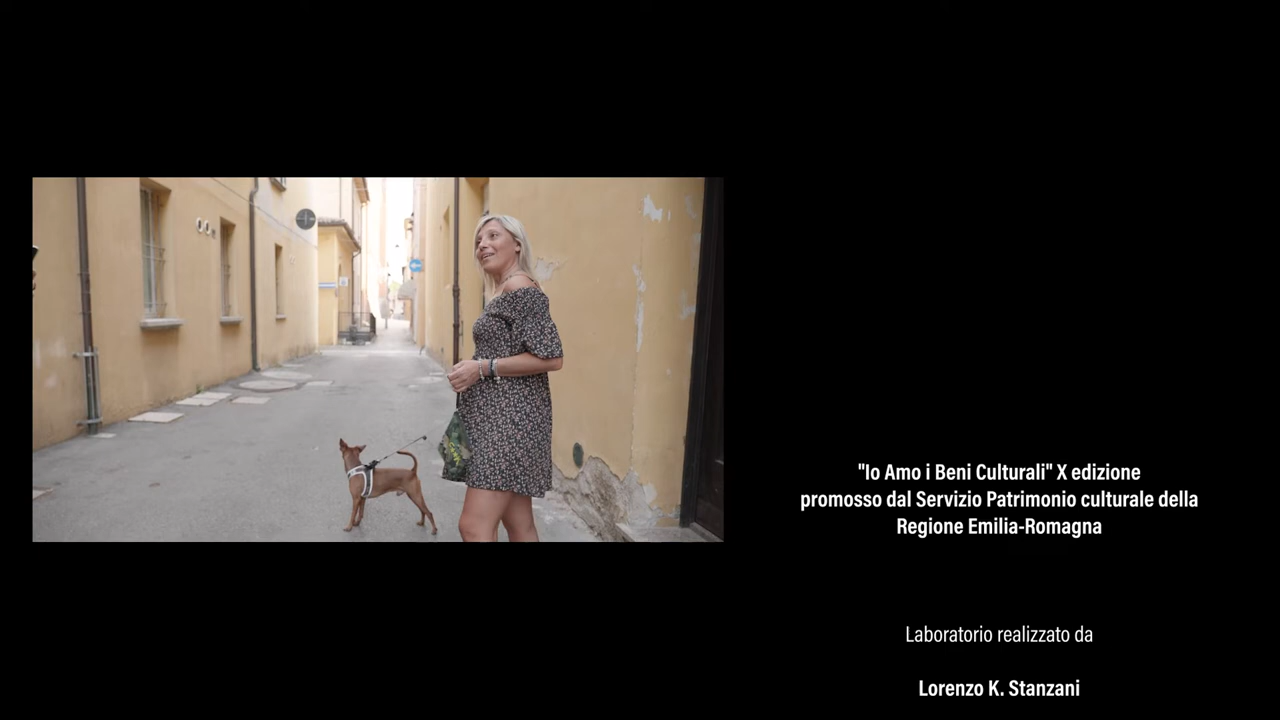 "Io Amo i Beni Culturali" X edizione
promosso dal Servizio Patrimonio culturale della
Regione Emilia-Romagna
Laboratorio realizzato da
Lorenzo K. Stanzani